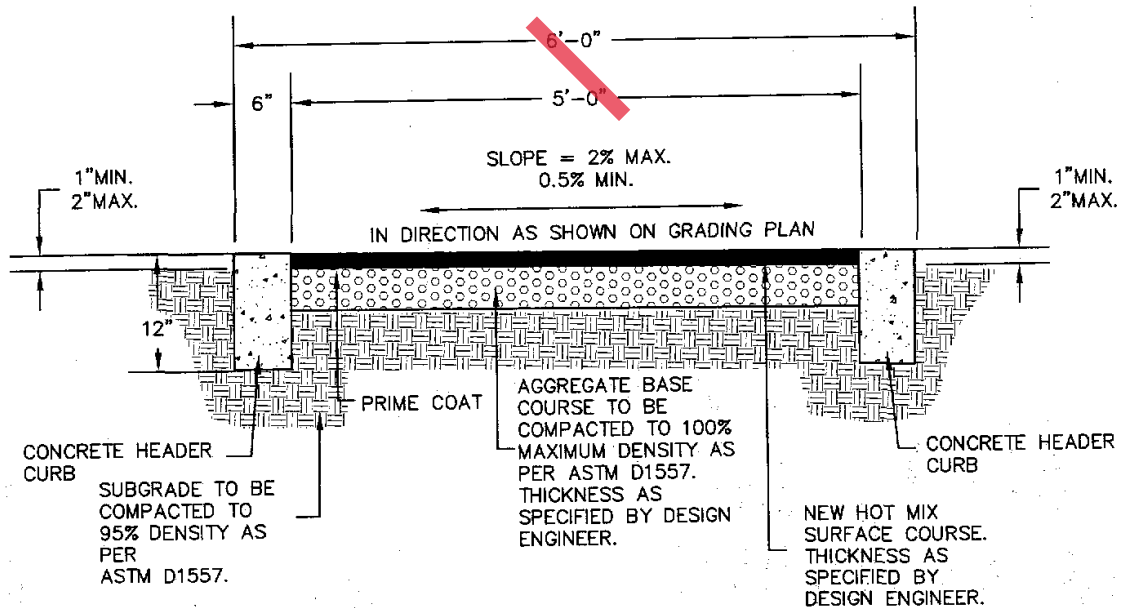 6'-0"
6"
5'-0"
SLOPE = 2% MAX.
0.5% MIN.
1"MIN.
2"MAX.
1"MIN.
2"MAX.
IN DIRECTION AS SHOWN ON GRADING PLAN
12"
PRIME COAT
CONCRETE HEADER
CURB
SUBGRADE TO BE
COMPACTED TO
95% DENSITY AS
PER
ASTM D1557.
AGGREGATE BASE
COURSE TO BE
COMPACTED TO 100%
MAXIMUM DENSITY AS
PER ASTM D1557.
THICKNESS AS
SPECIFIED BY DESIGN
ENGINEER.
CONCRETE HEADER
CURB
NEW HOT MIX
SURFACE COURSE.
THICKNESS AS
SPECIFIED BY
DESIGN ENGINEER.